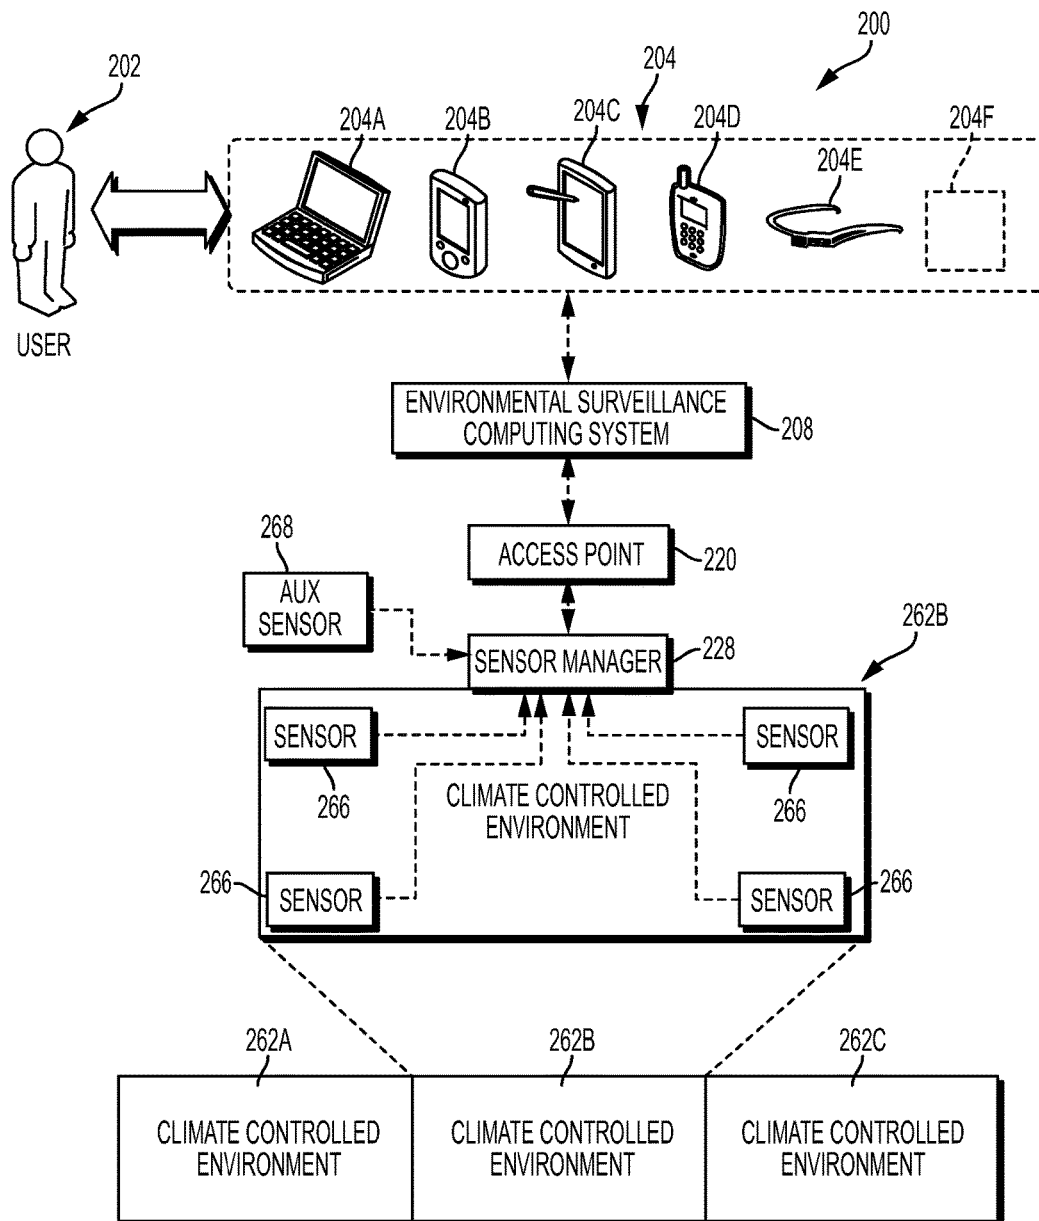 200
202
204
204A
204B
204C
204D
204E
204F
USER
ENVIRONMENTAL SURVEILLANCE
COMPUTING SYSTEM
208
ACCESS POINT
220
268
AUX
SENSOR
SENSOR MANAGER
228
262B
SENSOR
266
SENSOR
266
CLIMATE CONTROLLED
ENVIRONMENT
266
SENSOR
SENSOR
266
262A
262B
262C
CLIMATE CONTROLLED
ENVIRONMENT
CLIMATE CONTROLLED
ENVIRONMENT
CLIMATE CONTROLLED
ENVIRONMENT